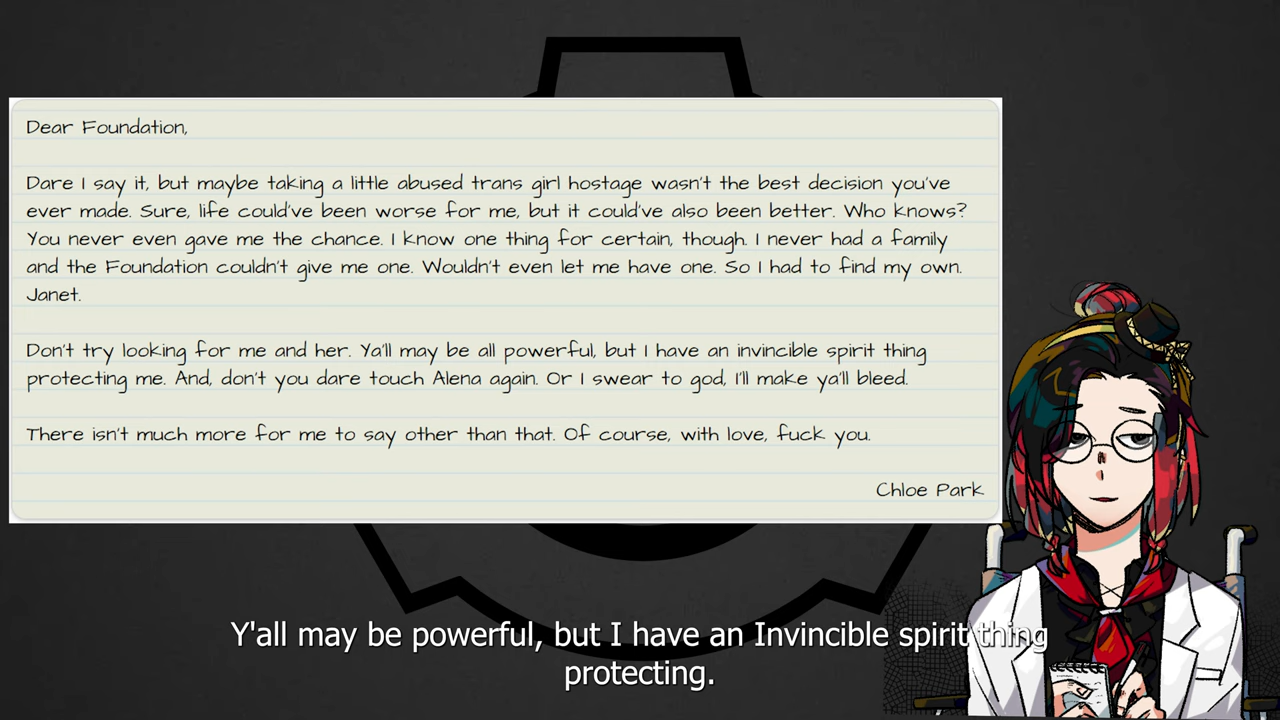 Dear Foundation,
Dare I say it, but maybe taking a little abused trans girl hostage wasn't the best decision you've
ever made. Sure, life could've been worse for me, but it could've also been better. Who knows?
You never even gave me the chance. I know one thing for certain, though. I never had a family
and the Foundation couldn't give me one. Wouldn't even let me have one. So I had to find my own.
Janet.
Don't try looking for me and her. Ya'll may be all powerful, but I have an invincible spirit thing
protecting me. And, don't you dare touch Alena again. Or I swear to god, I'll make ya'll bleed.
There isn't much more for me to say other than that. Of course, with love, fuck you.
Chloe Park
Y'all may be powerful, but I have an Invincible spirit thing
protecting.